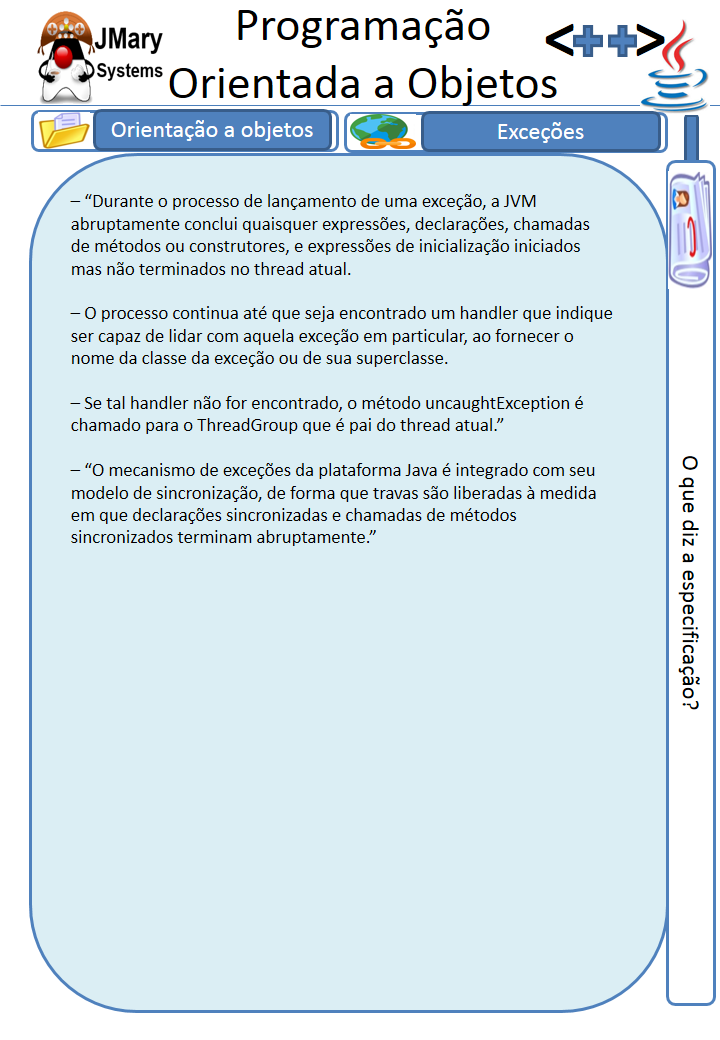 JMary
Systems
Programação
Orientada a Objetos
<++>
Orientação a objetos
Exceções
– “Durante o processo de lançamento de uma exceção, a JVM
abruptamente conclui quaisquer expressões, declarações, chamadas
de métodos ou construtores, e expressões de inicialização iniciados
mas não terminados no thread atual.
– O processo continua até que seja encontrado um handler que indique
ser capaz de lidar com aquela exceção em particular, ao fornecer o
nome da classe da exceção ou de sua superclasse.
– Se tal handler não for encontrado, o método uncaughtException é
chamado para o ThreadGroup que é pai do thread atual.”
– “O mecanismo de exceções da plataforma Java é integrado com seu
modelo de sincronização, de forma que travas são liberadas à medida
em que declarações sincronizadas e chamadas de métodos
sincronizados terminam abruptamente.”
O que diz a especificação?